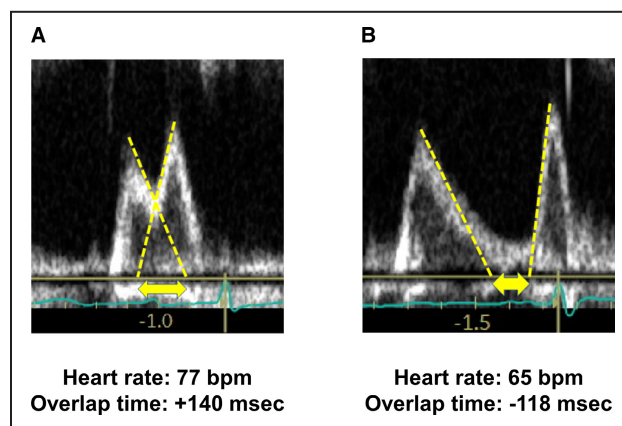 A
B
-1.0
-1.5
Heart rate: 77 bpm
Overlap time: +140 msec
Heart rate: 65 bpm
Overlap time: -118 msec